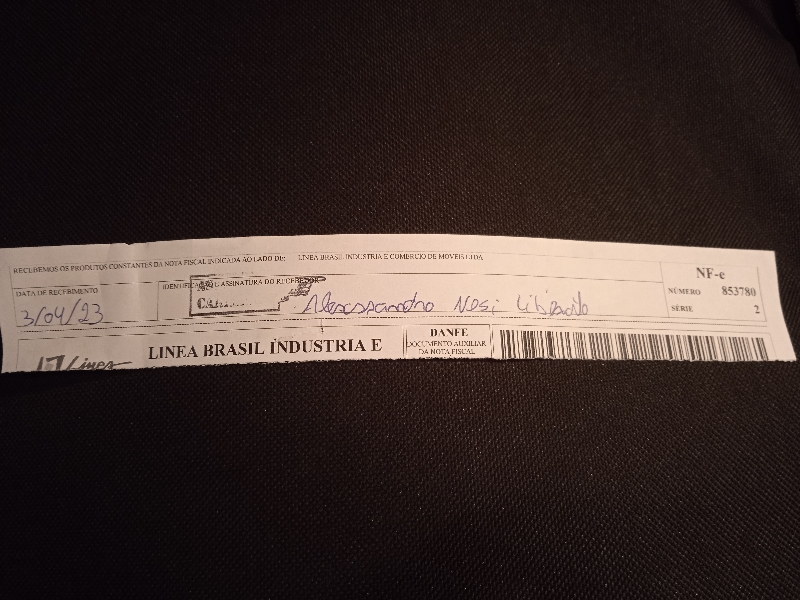 RECEBEMOS OS PRODUTOS CONSTANTES DA NOTA FISCAL INDICADA AO LADO DE: LINEA BRASIL INDUSTRIA E COMERCIO DE MOVEIS LTDA
NF-e
DATA DE RECEBIMENTO
IDENTIFICAÇÃO E ASSINATURA DO RECEBEDOR
NÚMERO 853780
3/04/23
SÉRIE 2
LINEA BRASIL INDUSTRIA E
DANFE
DOCUMENTO AUXILIAR
DA NOTA FISCAL
Linea